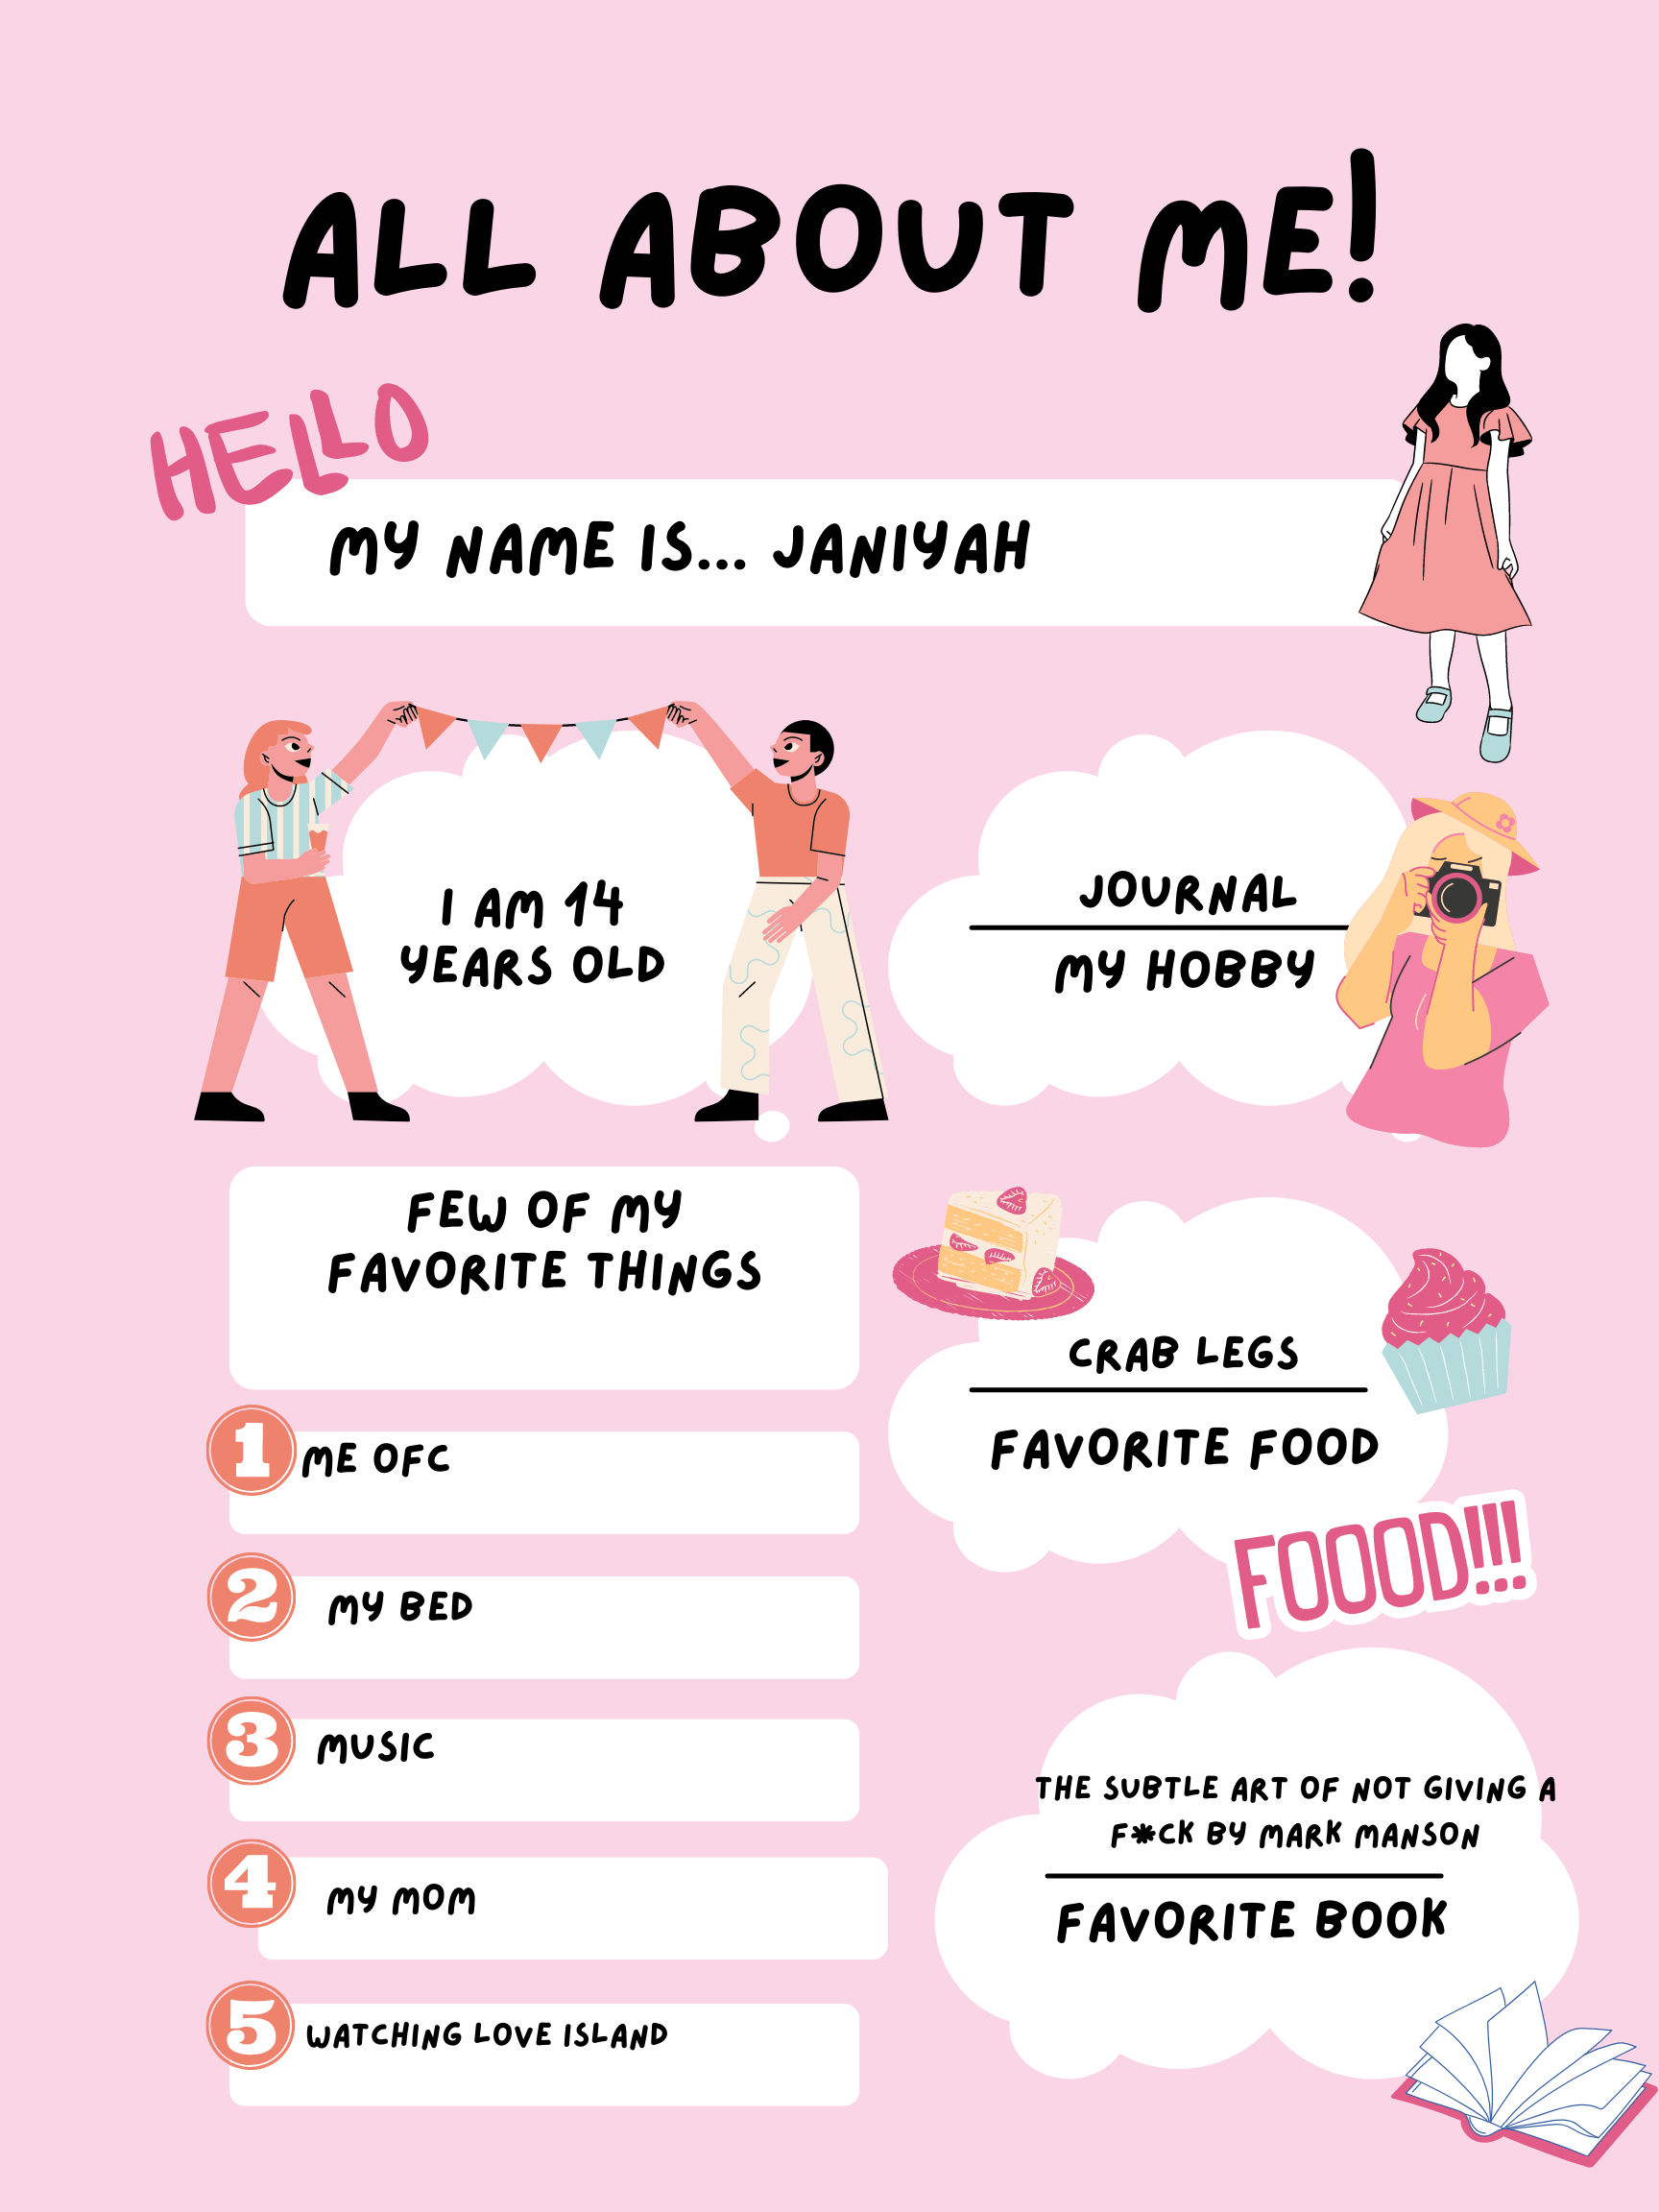 ALL ABOUT ME!
HELLO
MY NAME IS... JANIYAH
I AM 14
YEARS OLD
JOURNAL
MY HOBBY
FEW OF MY
FAVORITE THINGS
1 ME OFC
2 MY BED
3 MUSIC
4 MY MOM
5 WATCHING LOVE ISLAND
CRAB LEGS
FAVORITE FOOD
FOOOD!!!
THE SUBTLE ART OF NOT GIVING A
F*CK BY MARK MANSON
FAVORITE BOOK